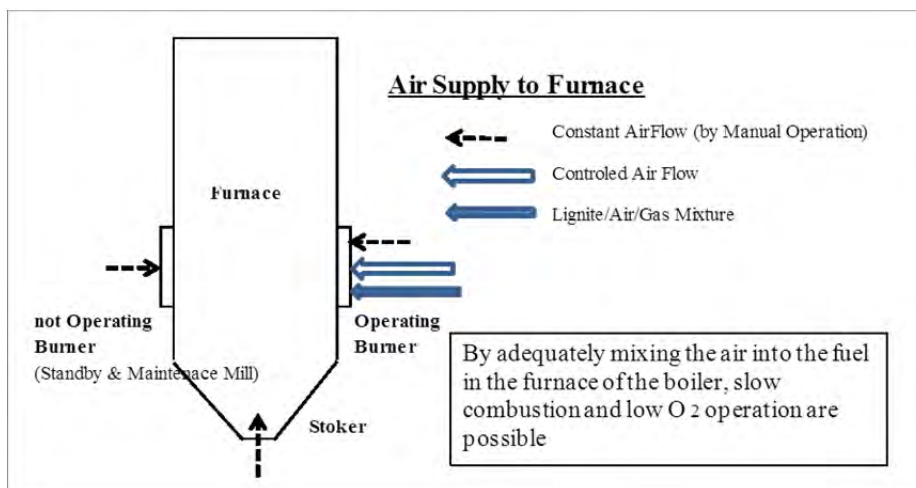 Air Supply to Furnace
Constant AirFlow (by Manual Operation)
Controled Air Flow
Lignite/Air/Gas Mixture
Furnace
not Operating
Burner
(Standby & Maintenace Mill)
Operating
Burner
Stoker
By adequately mixing the air into the fuel
in the furnace of the boiler, slow
combustion and low O 2 operation are
possible